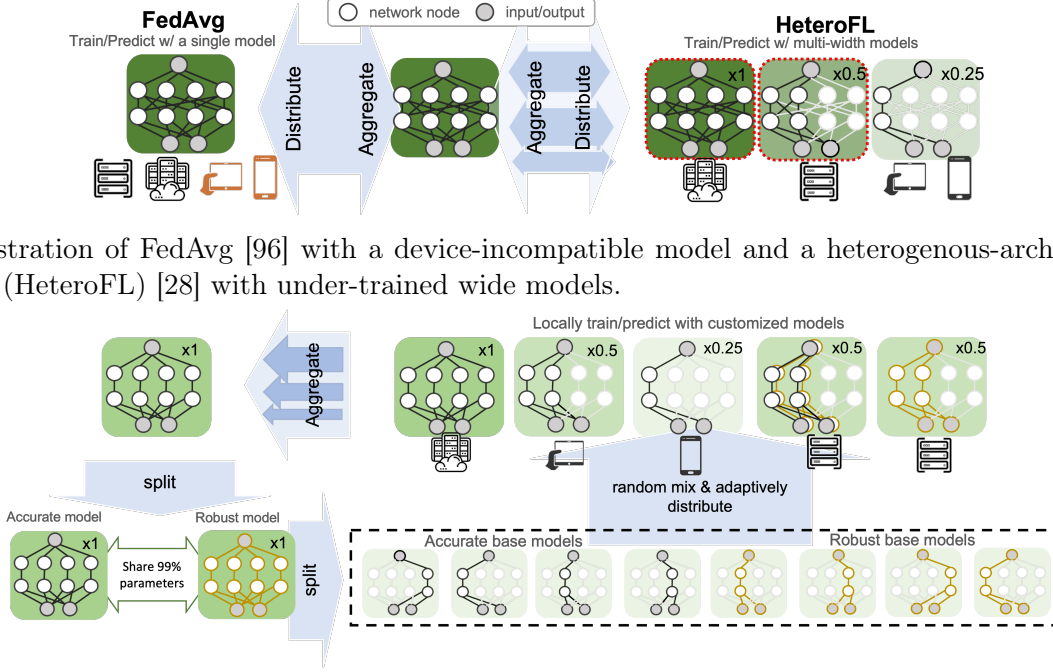 FedAvg
Train/Predict w/ a single model
network node
input/output
HeteroFL
Train/Predict w/ multi-width models
Distribute
Aggregate
Aggregate
Distribute
x1
x0.5
x0.25
stration of FedAvg [96] with a device-incompatible model and a heterogenous-arch
(HeteroFL) [28] with under-trained wide models.
Locally train/predict with customized models
x1
Aggregate
x1
x0.5
x0.25
x0.5
x0.5
split
random mix & adaptively
distribute
Accurate model
Robust model
x1
Share 99%
parameters
x1
split
Accurate base models
Robust base models